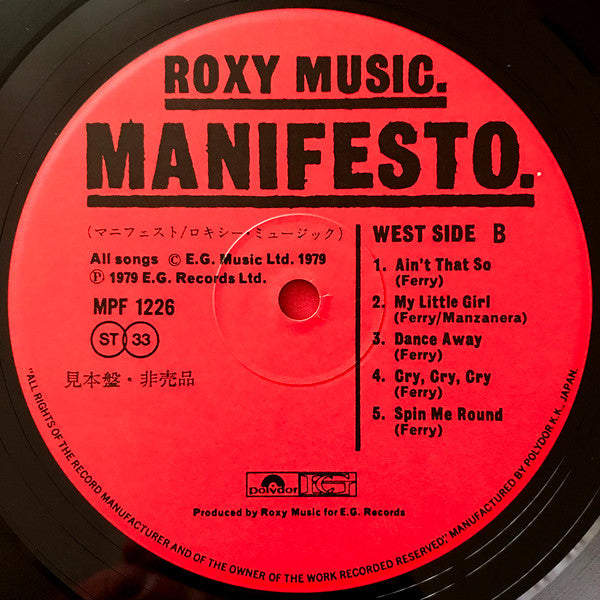 ROXY MUSIC.
MANIFESTO.
(マニフェスト/ロキシー・ミュージック)
All songs © E.G. Music Ltd. 1979
℗ 1979 E.G. Records Ltd.
MPF 1226
ST 33
見本盤・非売品
WEST SIDE B
1. Ain't That So
(Ferry)
2. My Little Girl
(Ferry/Manzanera)
3. Dance Away
(Ferry)
4. Cry, Cry, Cry
(Ferry)
5. Spin Me Round
(Ferry)
polydor EG
Produced by Roxy Music for E.G. Records
"ALL RIGHTS OF THE RECORD MANUFACTURER AND OF THE OWNER OF THE WORK RECORDED RESERVED," MANUFACTURED BY POLYDOR K.K., JAPAN.